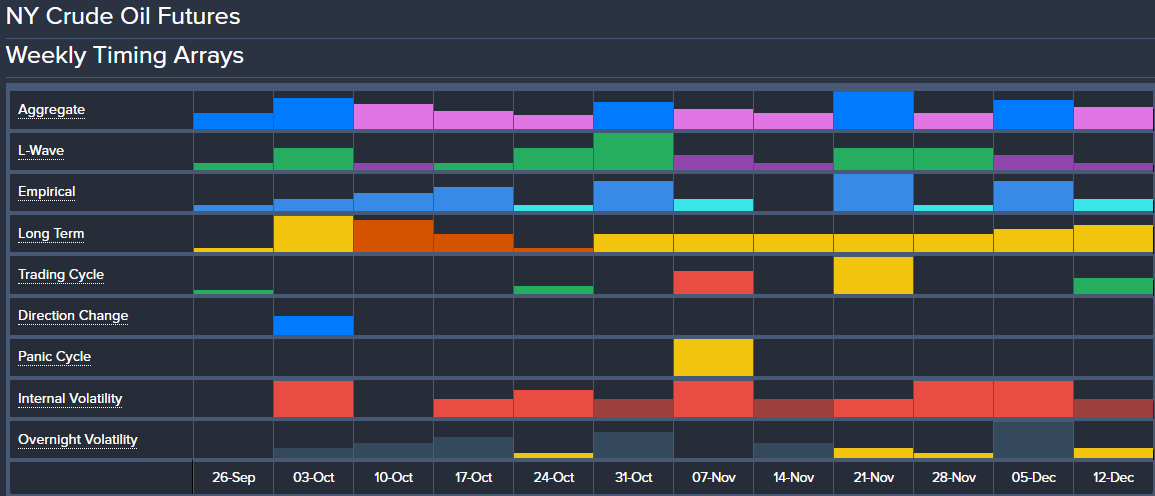 NY Crude Oil Futures
Weekly Timing Arrays
Aggregate
L-Wave
Empirical
Long Term
Trading Cycle
Direction Change
Panic Cycle
Internal Volatility
Overnight Volatility
26-Sep 03-Oct 10-Oct 17-Oct 24-Oct 31-Oct 07-Nov 14-Nov 21-Nov 28-Nov 05-Dec 12-Dec